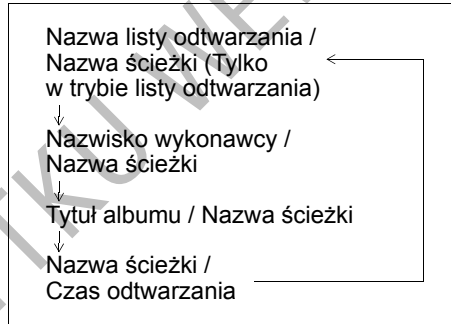 Nazwa listy odtwarzania /
Nazwa ścieżki (Tylko
w trybie listy odtwarzania)
Nazwisko wykonawcy /
Nazwa ścieżki
Tytuł albumu / Nazwa ścieżki
Nazwa ścieżki /
Czas odtwarzania